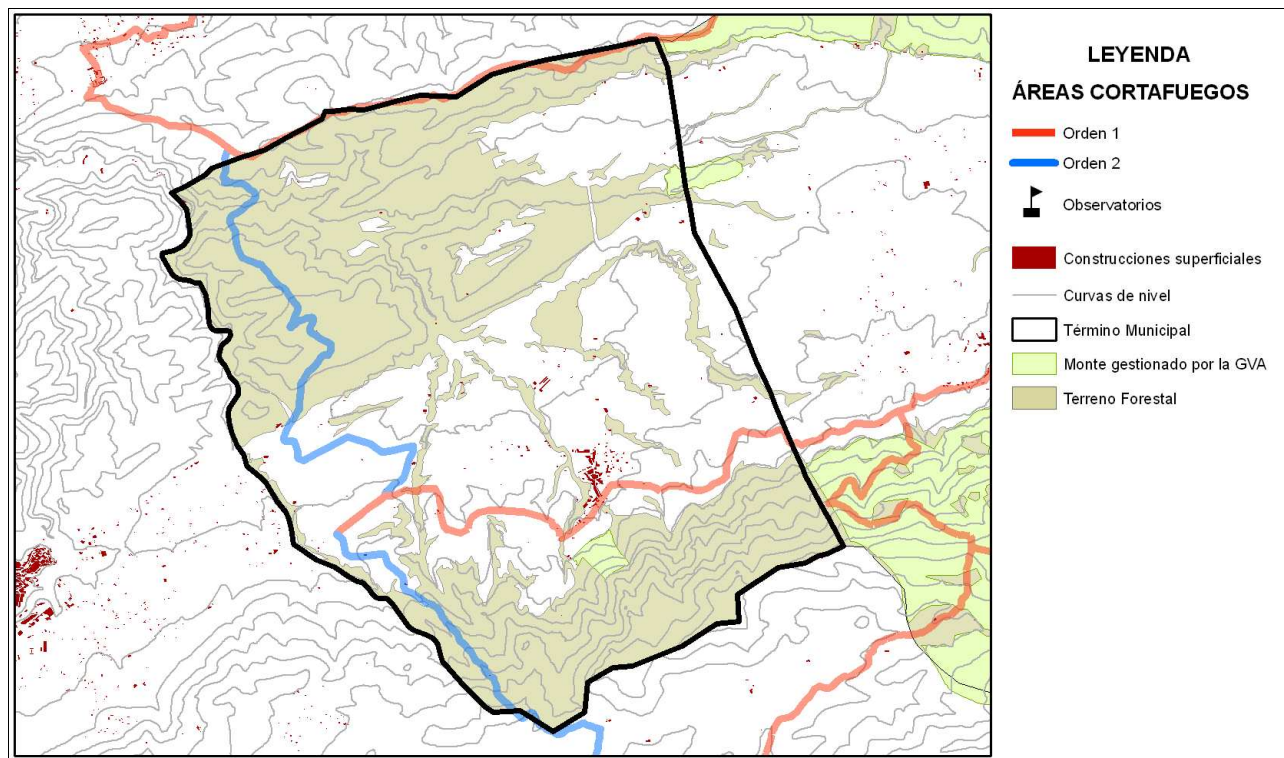 LEYENDA
ÁREAS CORTAFUEGOS
Orden 1
Orden 2
Observatorios
Construcciones superficiales
Curvas de nivel
Término Municipal
Monte gestionado por la GVA
Terreno Forestal